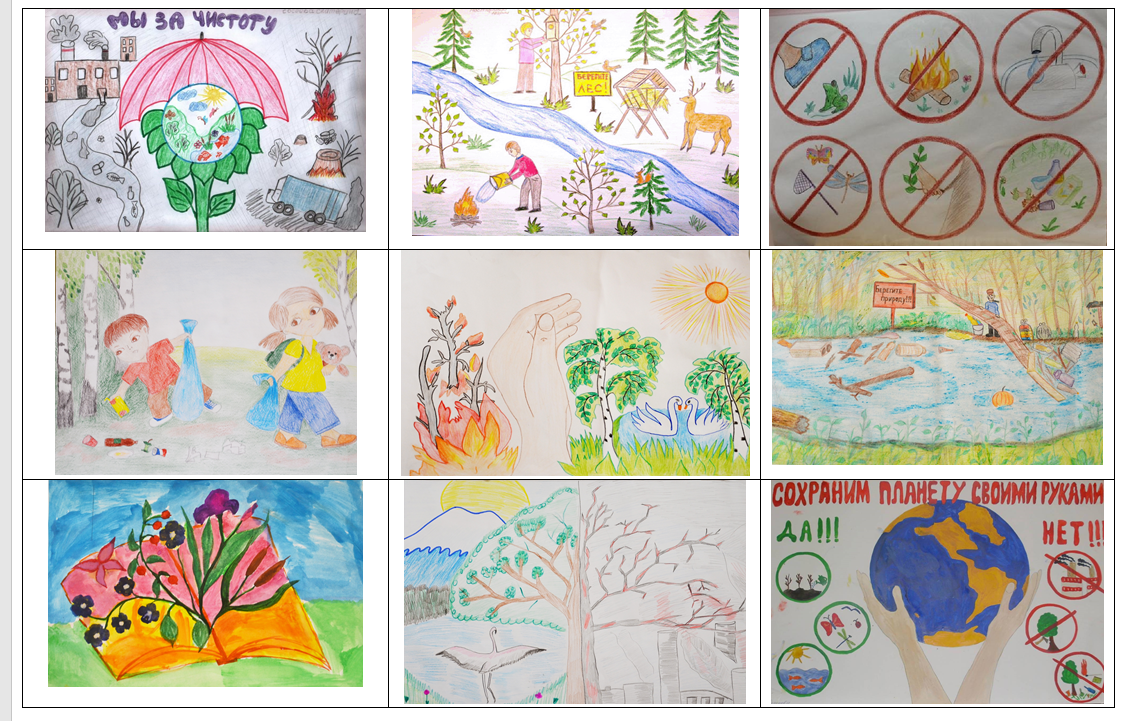 МЫ ЗА ЧИСТОТУ
БЕРЕГИТЕ
ЛЕС!
Берегите
природу!!!
СОХРАНИМ ПЛАНЕТУ СВОИМИ РУКАМИ
ДА!!!
НЕТ!!!